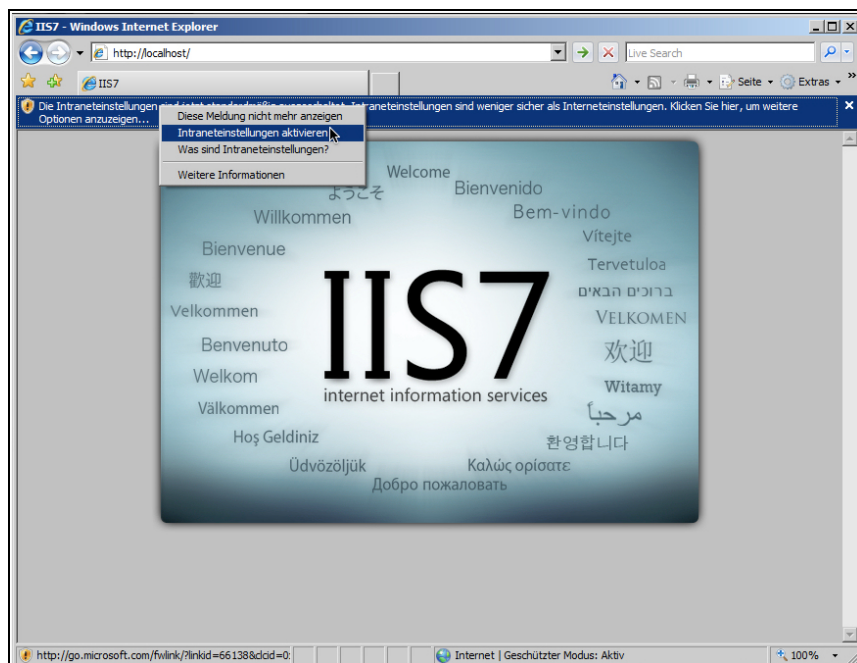 IIS7 - Windows Internet Explorer
http://localhost/
Live Search
IIS7
Seite
Extras
»
Die Intraneteinstellungen sind jetzt standardmäßig ausgeschaltet. Intraneteinstellungen sind weniger sicher als Interneteinstellungen. Klicken Sie hier, um weitere
Optionen anzuzeigen...
Diese Meldung nicht mehr anzeigen
Intraneteinstellungen aktivieren
Was sind Intraneteinstellungen?
Weitere Informationen
Welcome
ようこそ
Bienvenido
Willkommen
Bem-vindo
Vítejte
Bienvenue
Tervetuloa
歡迎
ברוכים הבאים
Velkommen
VELKOMEN
Benvenuto
欢迎
IIS7
Welkom
Witamy
internet information services
Välkommen
مرحباً
Hoş Geldiniz
환영합니다
Üdvözöljük
Καλώς ορίσατε
Добро пожаловать
http://go.microsoft.com/fwlink/?linkid=66138&clcid=0:
Internet | Geschützter Modus: Aktiv
100%